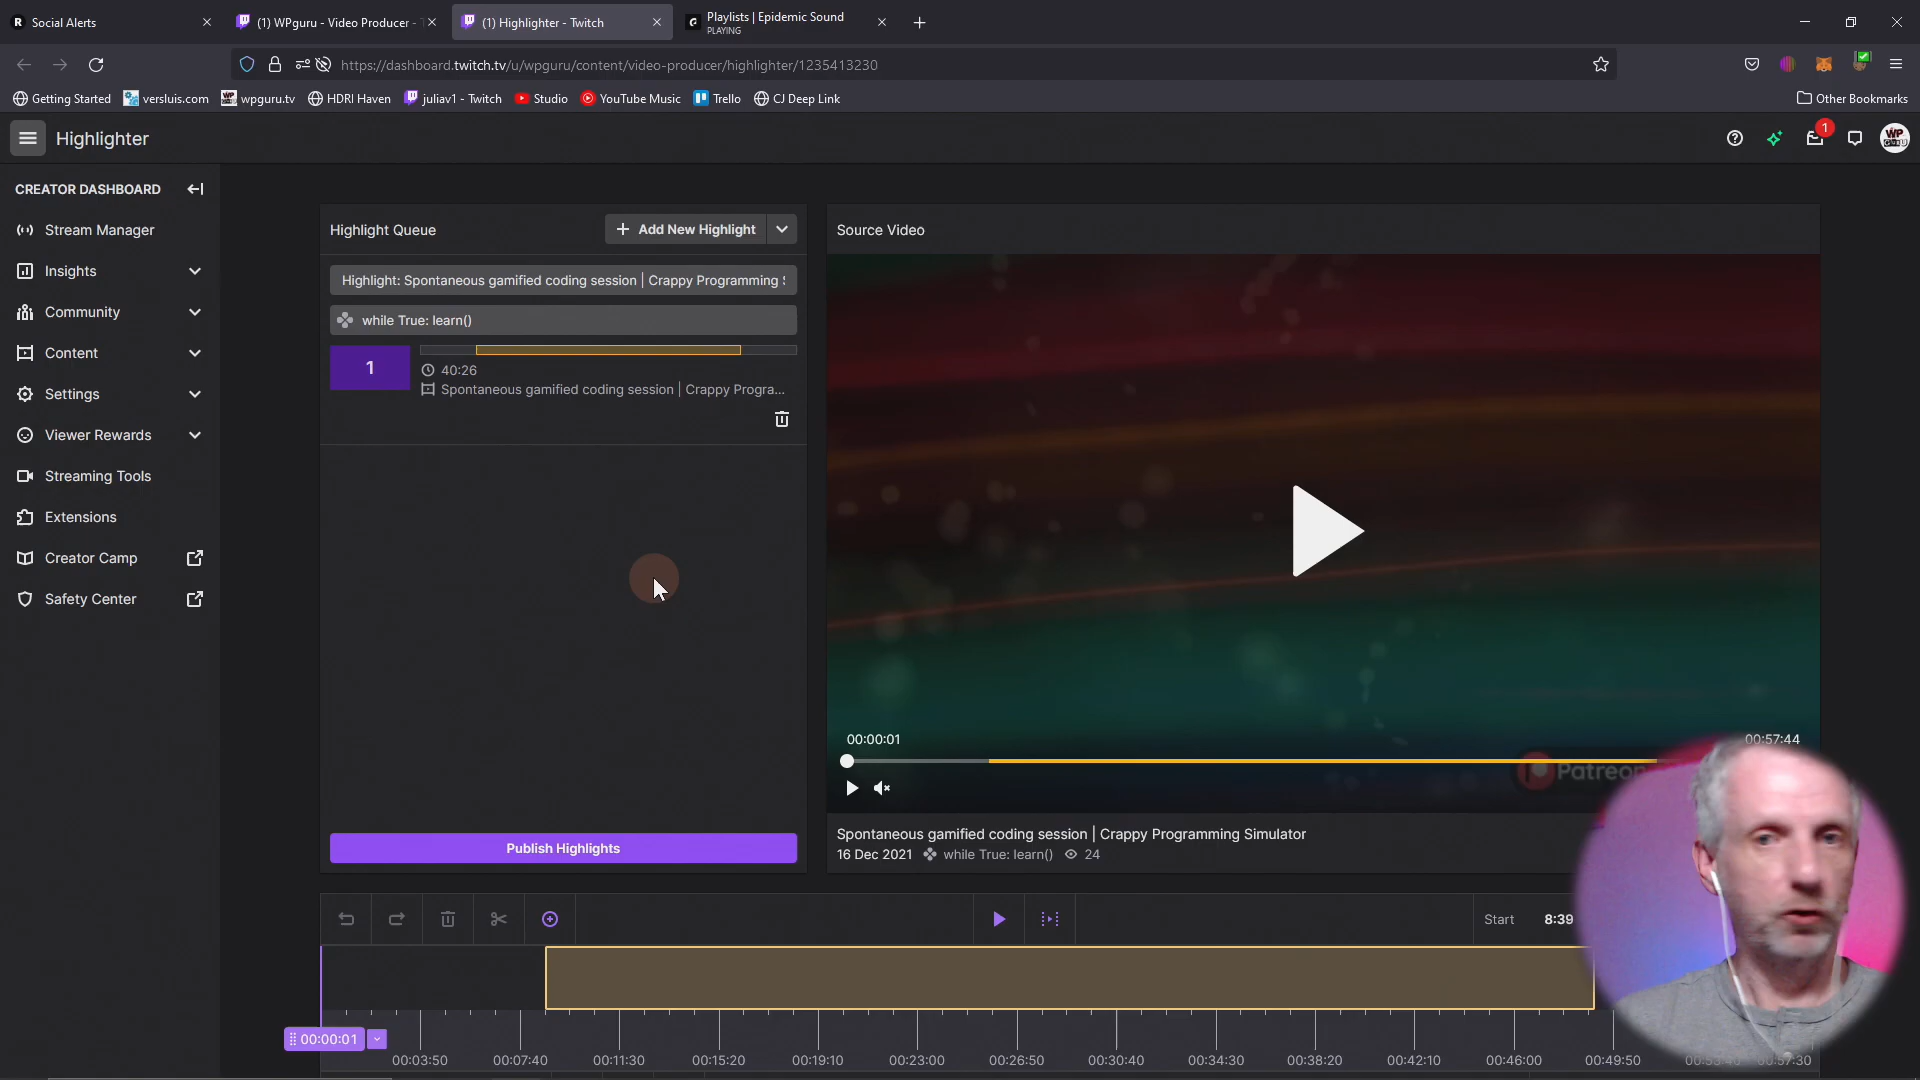 Social Alerts
(1) WPguru - Video Producer - T
(1) Highlighter - Twitch
Playlists | Epidemic Sound
PLAYING
https://dashboard.twitch.tv/u/wpguru/content/video-producer/highlighter/1235413230
Getting Started
versluis.com
wpguru.tv
HDRI Haven
juliav1 - Twitch
Studio
YouTube Music
Trello
CJ Deep Link
Other Bookmarks
Highlighter
1
WP
GURU
CREATOR DASHBOARD
Stream Manager
Insights
Community
Content
Settings
Viewer Rewards
Streaming Tools
Extensions
Creator Camp
Safety Center
Highlight Queue
Add New Highlight
Highlight: Spontaneous gamified coding session | Crappy Programming
while True: learn()
1
40:26
Spontaneous gamified coding session | Crappy Progra...
Publish Highlights
Source Video
00:00:01
00:57:44
Patreon
Spontaneous gamified coding session | Crappy Programming Simulator
16 Dec 2021
while True: learn()
24
Start
8:39
00:00:01
00:03:50
00:07:40
00:11:30
00:15:20
00:19:10
00:23:00
00:26:50
00:30:40
00:34:30
00:38:20
00:42:10
00:46:00
00:49:50